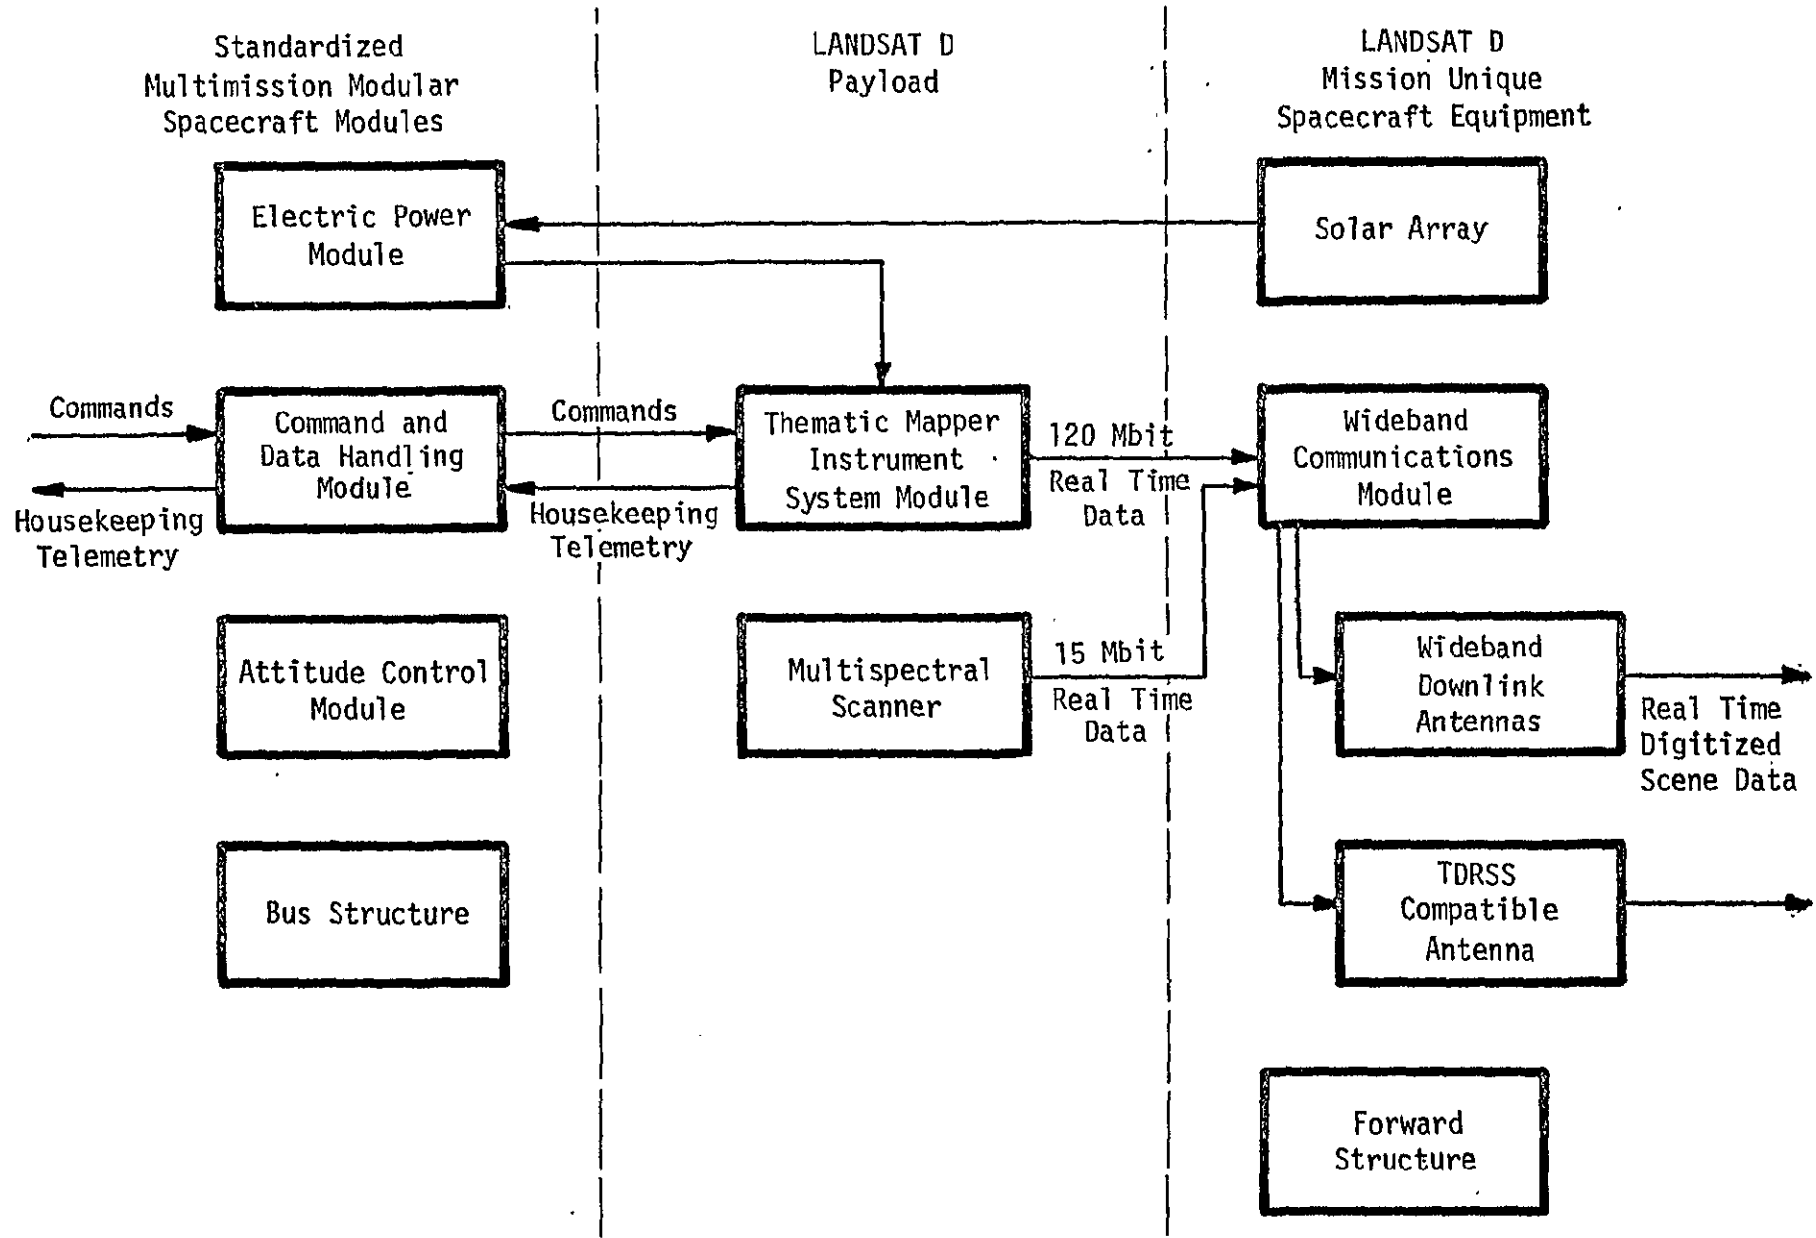 Standardized
Multimission Modular
Spacecraft Modules
LANDSAT D
Payload
LANDSAT D
Mission Unique
Spacecraft Equipment
Electric Power
Module
Solar Array
Commands
Housekeeping
Telemetry
Command and
Data Handling
Module
Commands
Housekeeping
Telemetry
Thematic Mapper
Instrument
System Module
120 Mbit
Real Time
Data
Wideband
Communications
Module
Attitude Control
Module
Multispectral
Scanner
15 Mbit
Real Time
Data
Wideband
Downlink
Antennas
Real Time
Digitized
Scene Data
Bus Structure
TDRSS
Compatible
Antenna
Forward
Structure